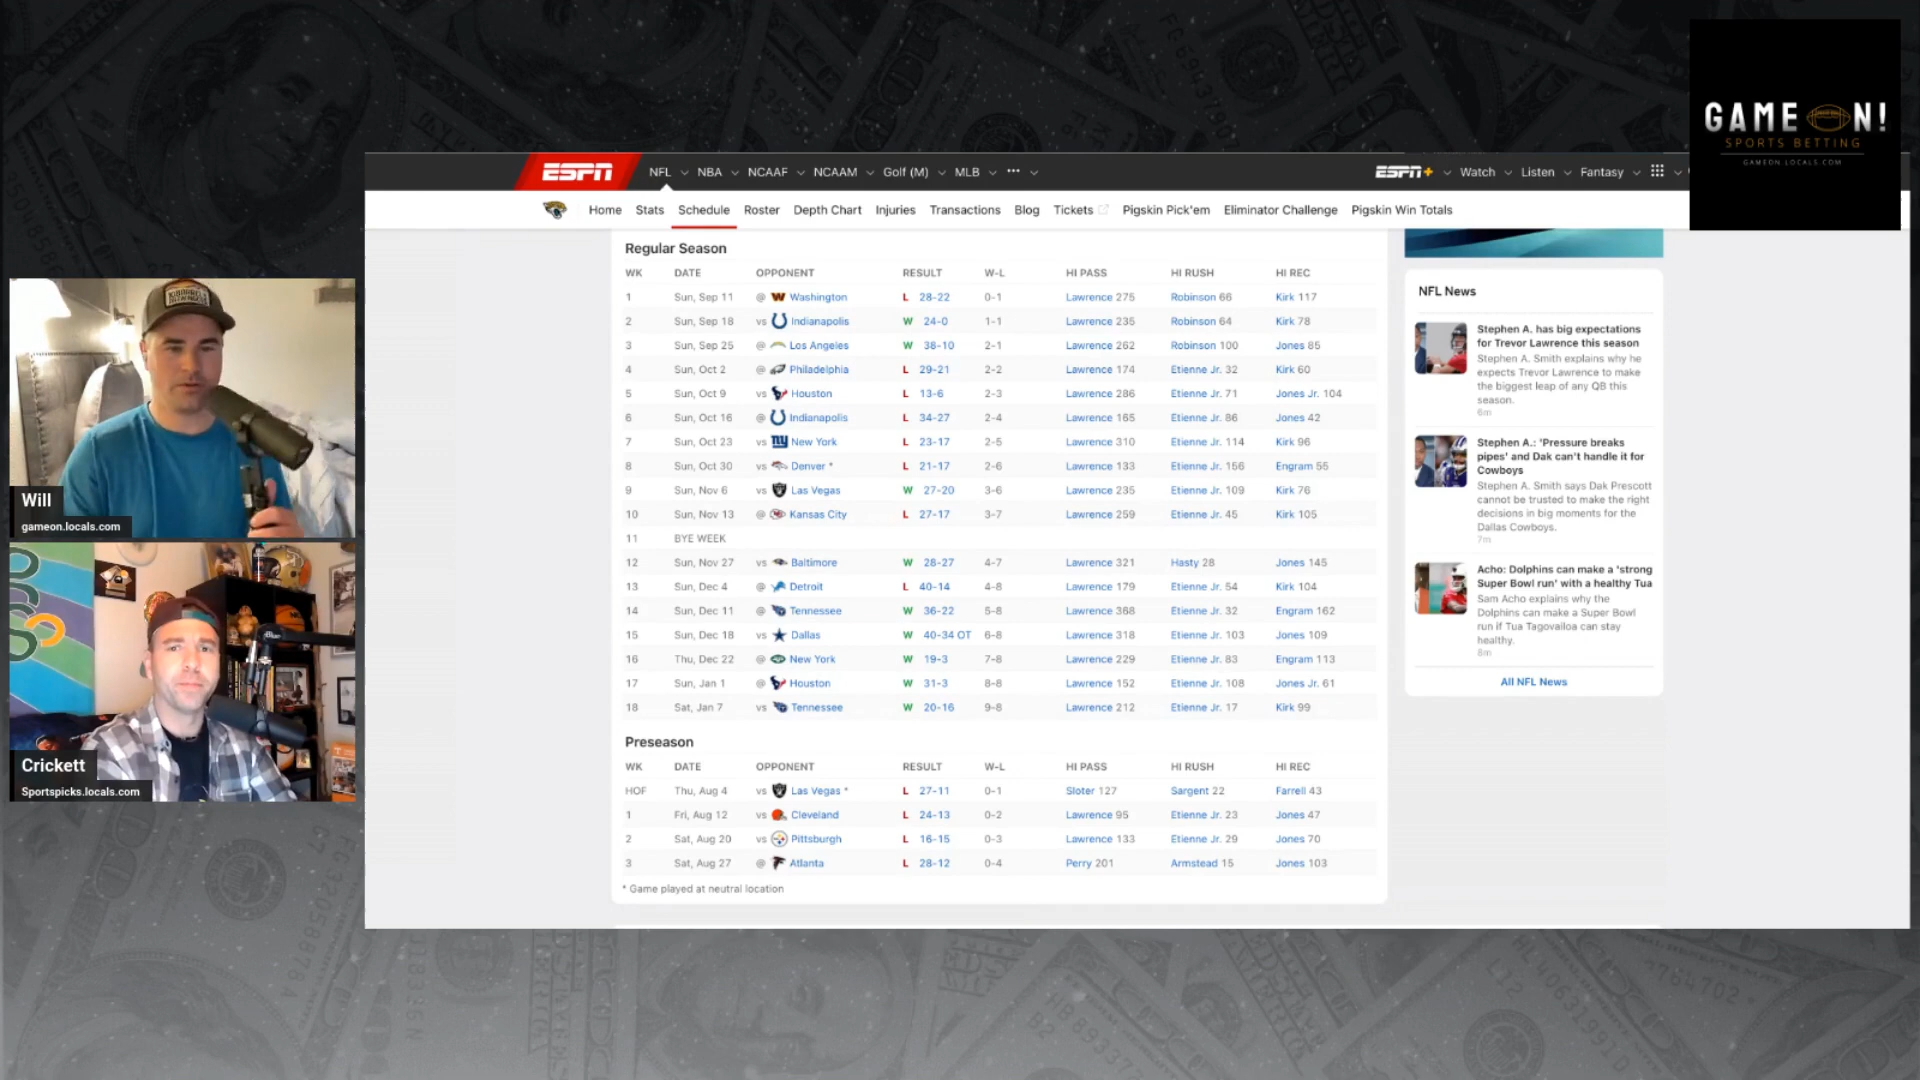 GAME ON!
SPORTS BETTING
GAMEON.LOCALS.COM
ESPN NFL NBA NCAAF NCAAM Golf (M) MLB ••• ESPN+ Watch Listen Fantasy
Home Stats Schedule Roster Depth Chart Injuries Transactions Blog Tickets Pigskin Pick'em Eliminator Challenge Pigskin Win Totals
Regular Season
WK DATE OPPONENT RESULT W-L HI PASS HI RUSH HI REC
1 Sun, Sep 11 @ Washington L 28-22 0-1 Lawrence 275 Robinson 66 Kirk 117
2 Sun, Sep 18 vs Indianapolis W 24-0 1-1 Lawrence 235 Robinson 64 Kirk 78
3 Sun, Sep 25 @ Los Angeles W 38-10 2-1 Lawrence 262 Robinson 100 Jones 85
4 Sun, Oct 2 @ Philadelphia L 29-21 2-2 Lawrence 174 Etienne Jr. 32 Kirk 60
5 Sun, Oct 9 vs Houston L 13-6 2-3 Lawrence 286 Etienne Jr. 71 Jones Jr. 104
6 Sun, Oct 16 @ Indianapolis L 34-27 2-4 Lawrence 165 Etienne Jr. 86 Jones 42
7 Sun, Oct 23 vs New York L 23-17 2-5 Lawrence 310 Etienne Jr. 114 Kirk 96
8 Sun, Oct 30 vs Denver * L 21-17 2-6 Lawrence 133 Etienne Jr. 156 Engram 55
9 Sun, Nov 6 vs Las Vegas W 27-20 3-6 Lawrence 235 Etienne Jr. 109 Kirk 76
10 Sun, Nov 13 @ Kansas City L 27-17 3-7 Lawrence 259 Etienne Jr. 45 Kirk 105
11 BYE WEEK
12 Sun, Nov 27 vs Baltimore W 28-27 4-7 Lawrence 321 Hasty 28 Jones 145
13 Sun, Dec 4 @ Detroit L 40-14 4-8 Lawrence 179 Etienne Jr. 54 Kirk 104
14 Sun, Dec 11 @ Tennessee W 36-22 5-8 Lawrence 368 Etienne Jr. 32 Engram 162
15 Sun, Dec 18 vs Dallas W 40-34 OT 6-8 Lawrence 318 Etienne Jr. 103 Jones 109
16 Thu, Dec 22 @ New York W 19-3 7-8 Lawrence 229 Etienne Jr. 83 Engram 113
17 Sun, Jan 1 @ Houston W 31-3 8-8 Lawrence 152 Etienne Jr. 108 Jones Jr. 61
18 Sat, Jan 7 vs Tennessee W 20-16 9-8 Lawrence 212 Etienne Jr. 17 Kirk 99
Preseason
WK DATE OPPONENT RESULT W-L HI PASS HI RUSH HI REC
HOF Thu, Aug 4 vs Las Vegas * L 27-11 0-1 Sloter 127 Sargent 22 Farrell 43
1 Fri, Aug 12 vs Cleveland L 24-13 0-2 Lawrence 95 Etienne Jr. 23 Jones 47
2 Sat, Aug 20 vs Pittsburgh L 16-15 0-3 Lawrence 133 Etienne Jr. 29 Jones 70
3 Sat, Aug 27 @ Atlanta L 28-12 0-4 Perry 201 Armstead 15 Jones 103
* Game played at neutral location
NFL News
Stephen A. has big expectations
for Trevor Lawrence this season
Stephen A. Smith explains why he
expects Trevor Lawrence to make
the biggest leap of any QB this
season.
6m
Stephen A.: 'Pressure breaks
pipes' and Dak can't handle it for
Cowboys
Stephen A. Smith says Dak Prescott
cannot be trusted to make the right
decisions in big moments for the
Dallas Cowboys.
7m
Acho: Dolphins can make a 'strong
Super Bowl run' with a healthy Tua
Sam Acho explains why the
Dolphins can make a Super Bowl
run if Tua Tagovailoa can stay
healthy.
8m
All NFL News
Will
gameon.locals.com
Crickett
Sportspicks.locals.com